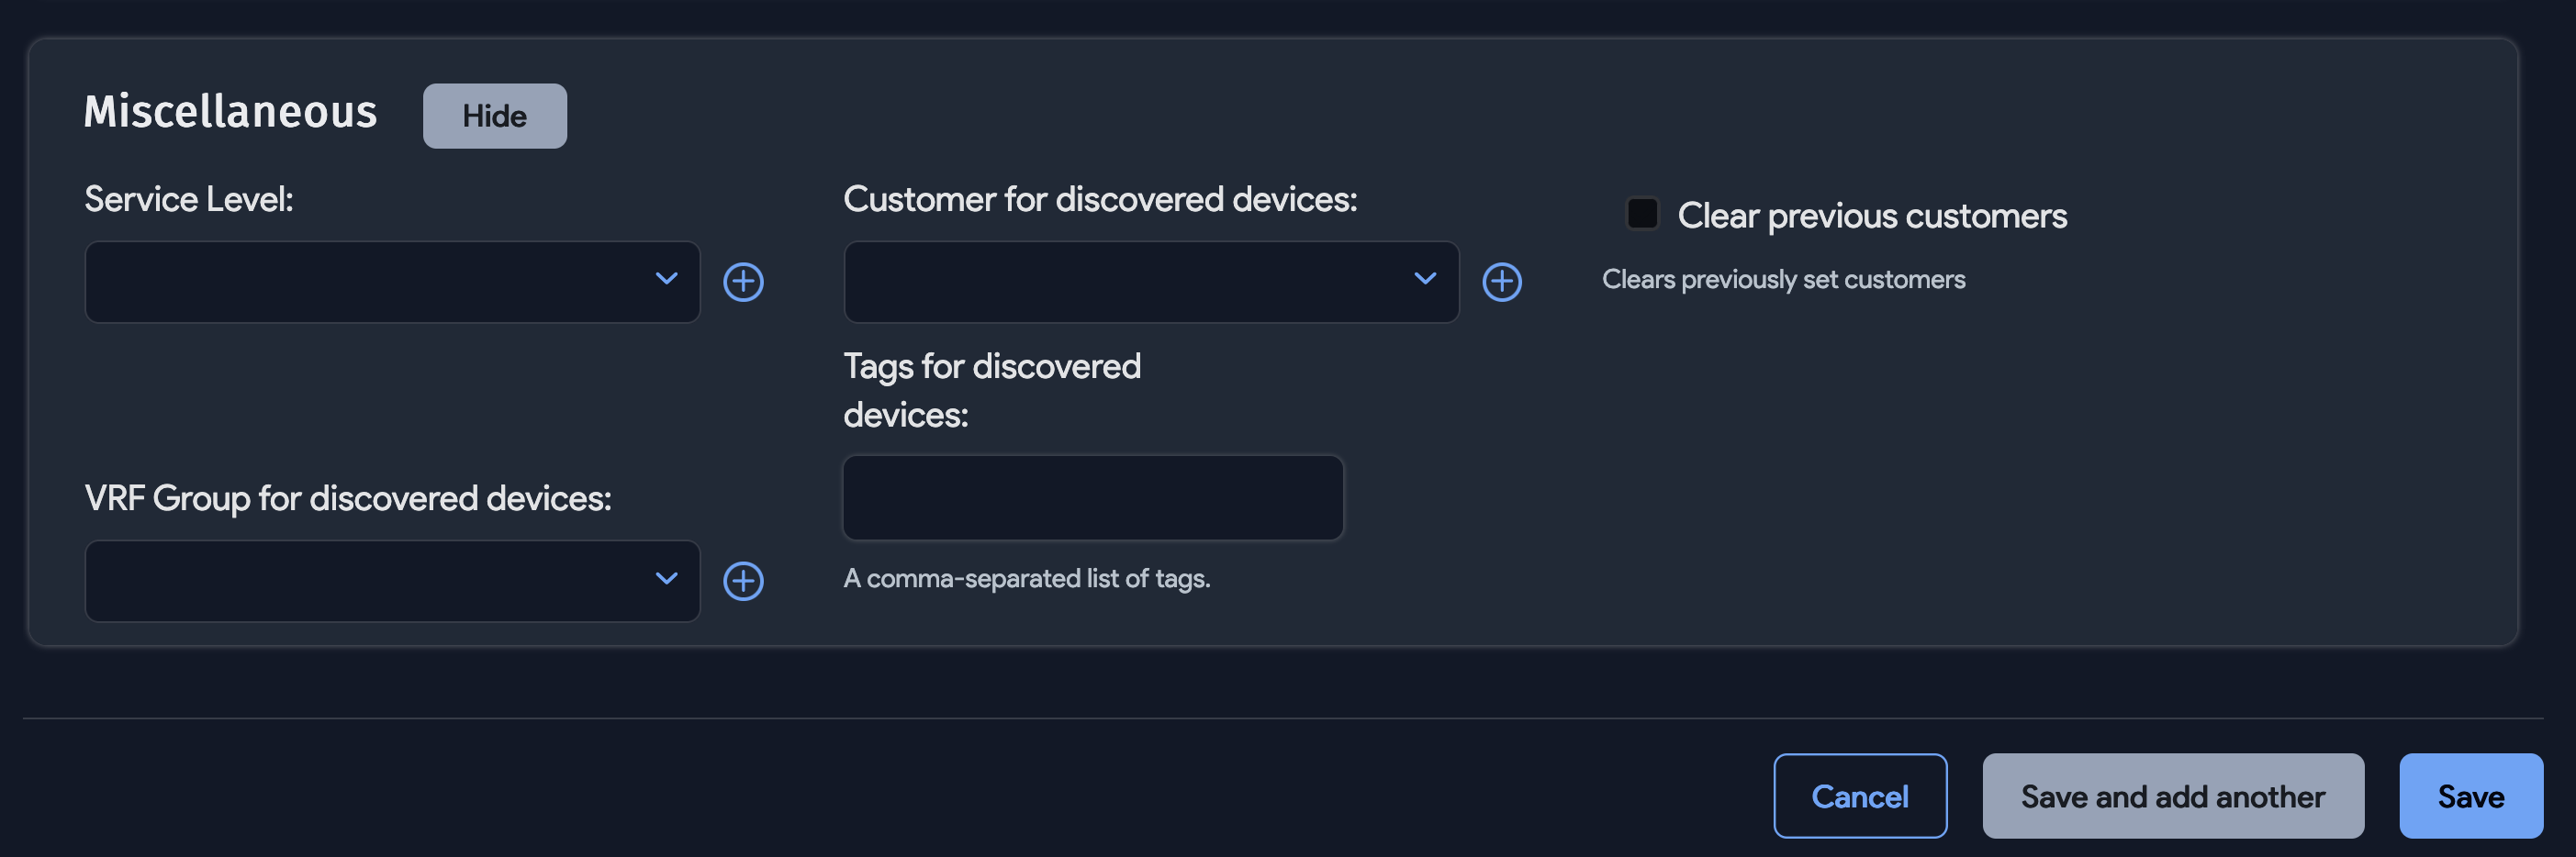 Miscellaneous
Hide
Service Level:
Customer for discovered devices:
Clear previous customers
Clears previously set customers
Tags for discovered
devices:
VRF Group for discovered devices:
A comma-separated list of tags.
Cancel
Save and add another
Save